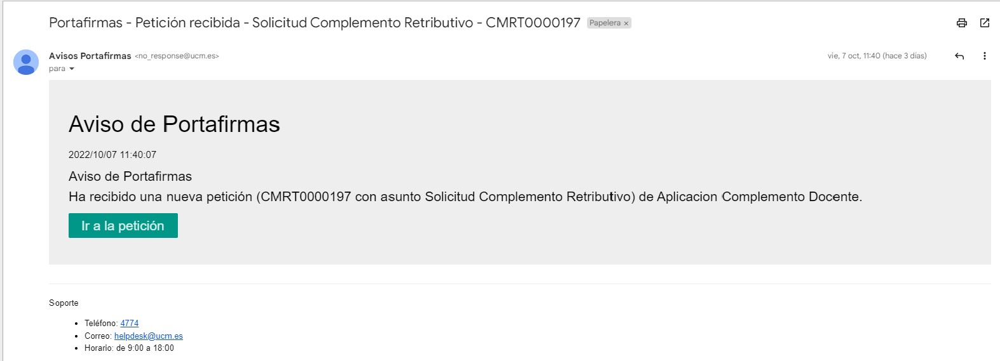 Portafirmas - Petición recibida - Solicitud Complemento Retributivo - CMRT0000197 Papelera ×
Avisos Portafirmas <no_response@ucm.es> vie, 7 oct, 11:40 (hace 3 días)
para
Aviso de Portafirmas
2022/10/07 11:40:07
Aviso de Portafirmas
Ha recibido una nueva petición (CMRT0000197 con asunto Solicitud Complemento Retributivo) de Aplicacion Complemento Docente.
Ir a la petición
Soporte
• Teléfono: 4774
• Correo: helpdesk@ucm.es
• Horario: de 9:00 a 18:00